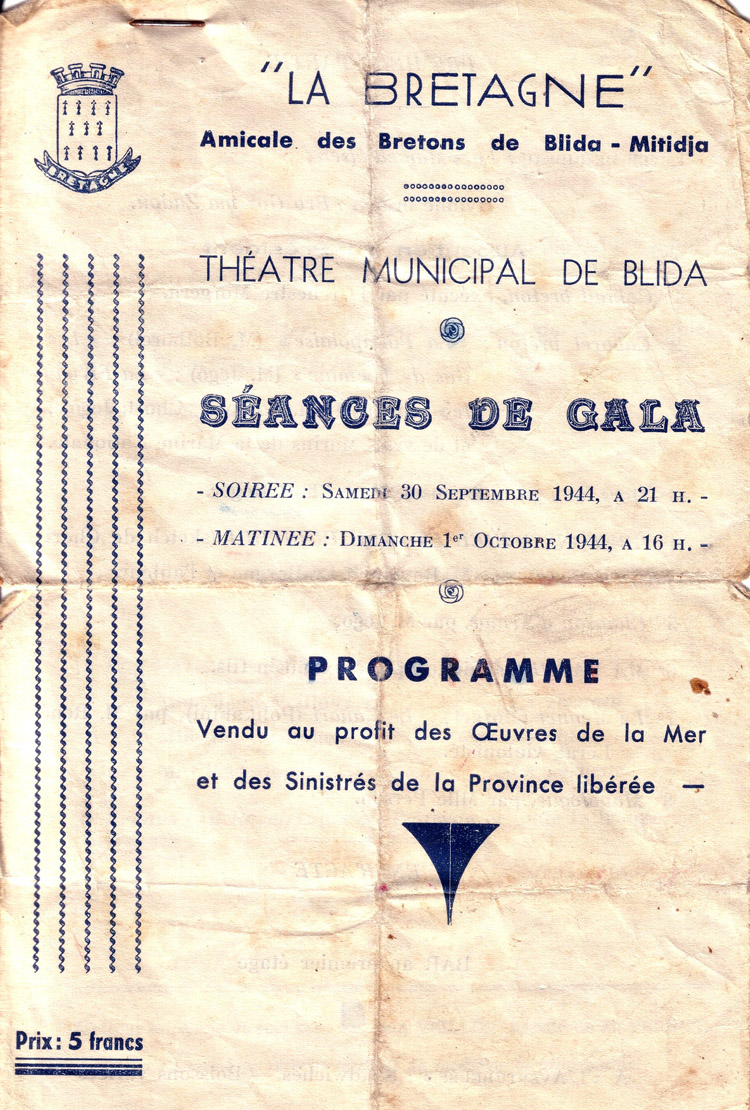 "LA BRETAGNE"
Amicale des Bretons de Blida - Mitidja
BRETAGNE
THÉATRE MUNICIPAL DE BLIDA
SÉANCES DE GALA
- SOIREE : SAMEDI 30 SEPTEMBRE 1944, A 21 H. -
- MATINEE : DIMANCHE 1er OCTOBRE 1944, A 16 H. -
PROGRAMME
Vendu au profit des Œuvres de la Mer
et des Sinistrés de la Province libérée —
Prix : 5 francs